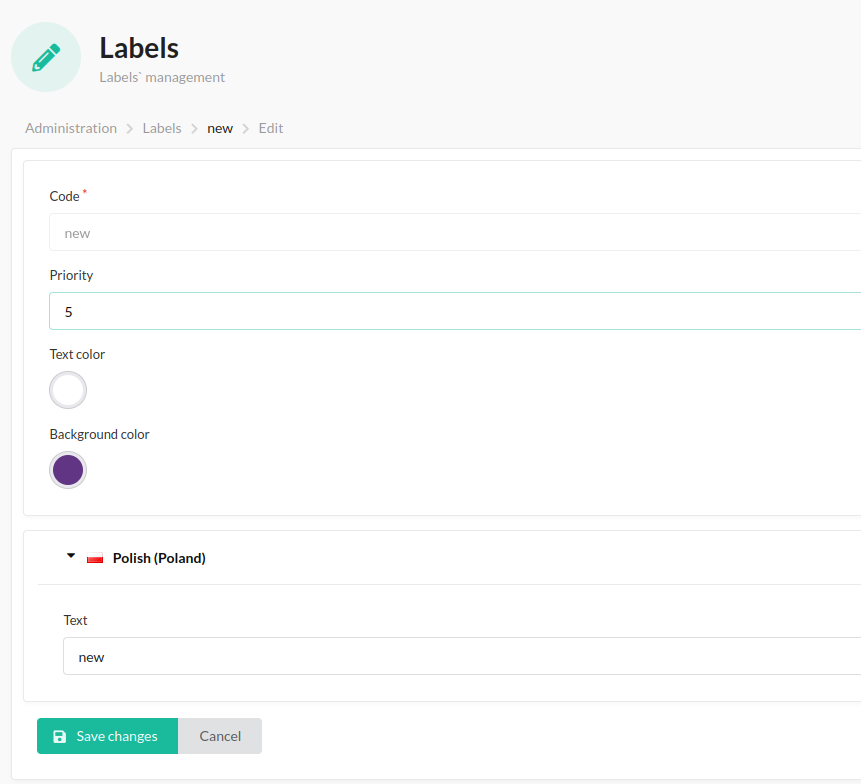 Labels
Labels` management
Administration > Labels > new > Edit
Code *
new
Priority
5
Text color
Background color
Polish (Poland)
Text
new
Save changes Cancel